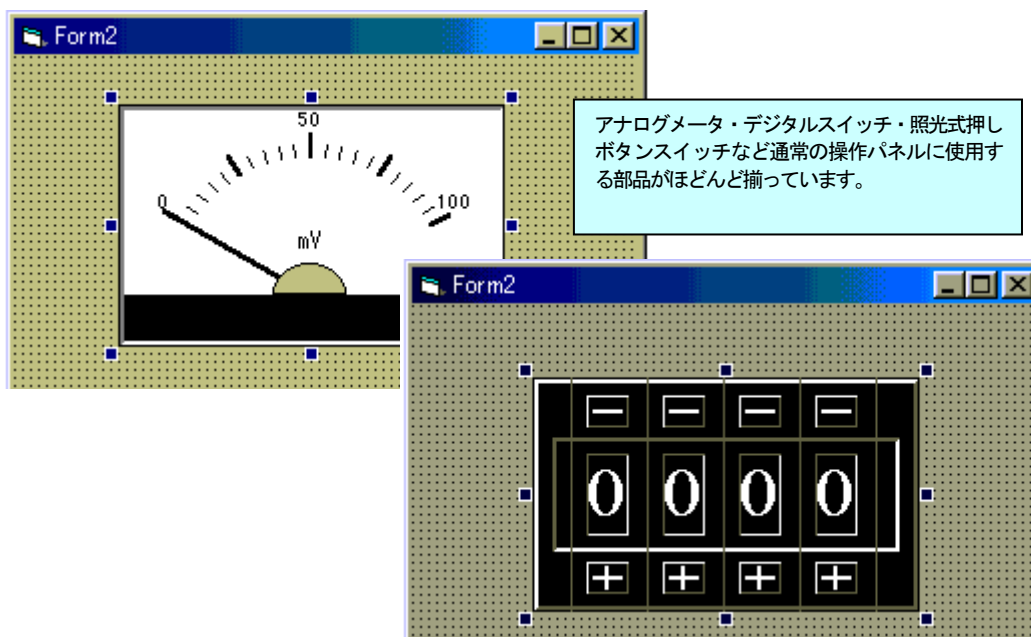 Form2
50
0
100
mV
アナログメータ・デジタルスイッチ・照光式押し
ボタンスイッチなど通常の操作パネルに使用す
る部品がほどんど揃っています。
Form2
0 0 0 0